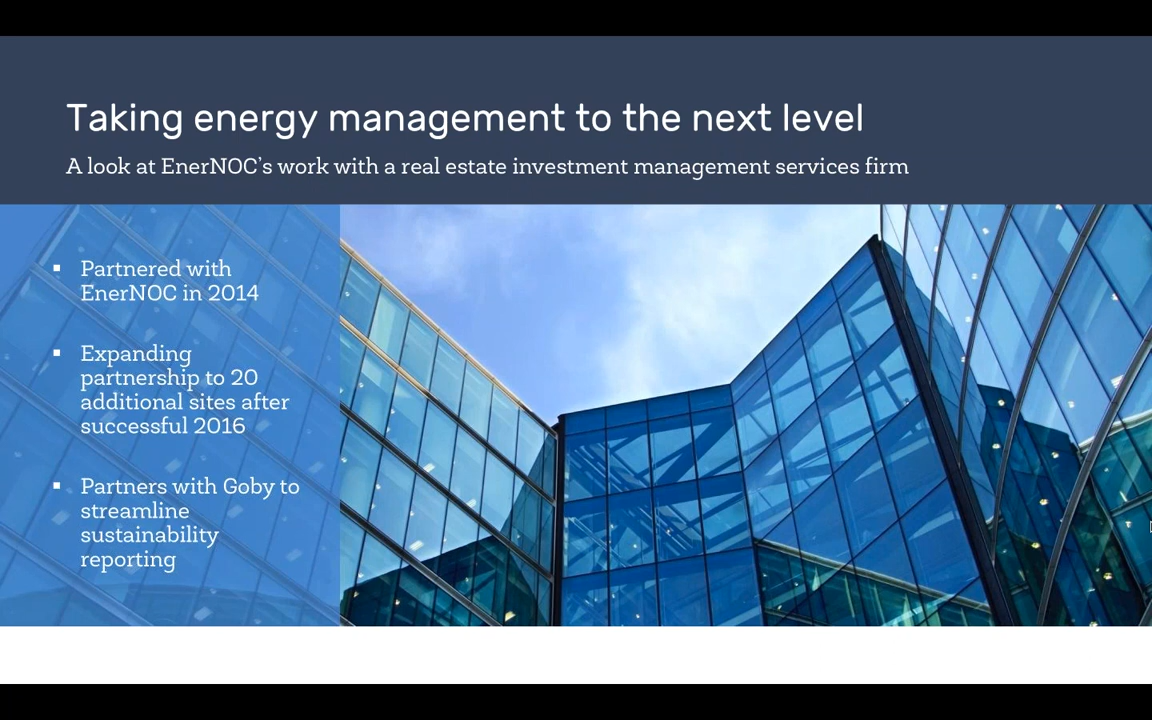 Taking energy management to the next level
A look at EnerNOC’s work with a real estate investment management services firm
▪ Partnered with
EnerNOC in 2014
▪ Expanding
partnership to 20
additional sites after
successful 2016
▪ Partners with Goby to
streamline
sustainability
reporting